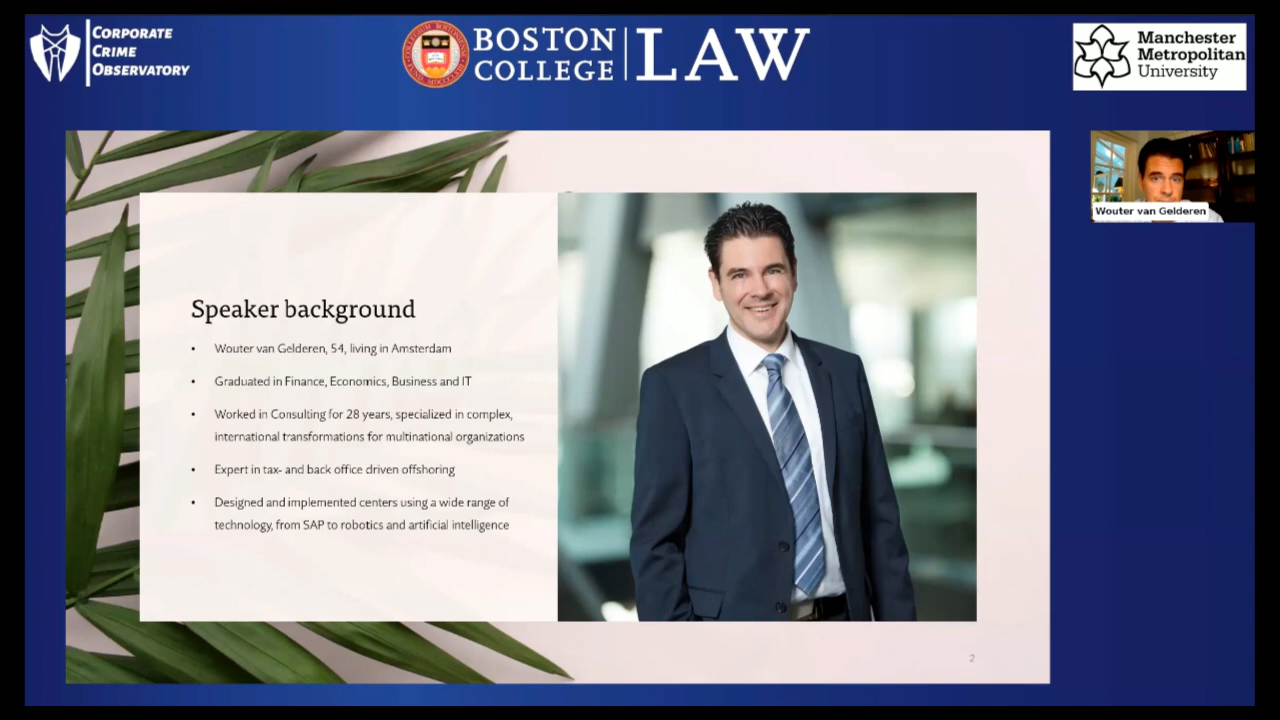 CORPORATE
CRIME
OBSERVATORY
BOSTON
COLLEGE
LAW
Manchester
Metropolitan
University
Wouter van Gelderen
Speaker background
• Wouter van Gelderen, 54, living in Amsterdam
• Graduated in Finance, Economics, Business and IT
• Worked in Consulting for 28 years, specialized in complex,
international transformations for multinational organizations
• Expert in tax- and back office driven offshoring
• Designed and implemented centers using a wide range of
technology, from SAP to robotics and artificial intelligence
2